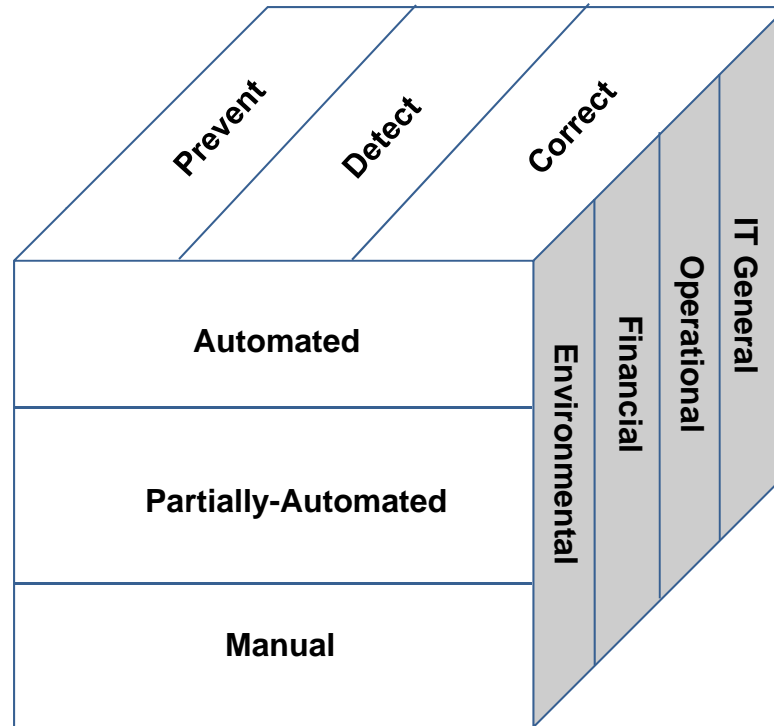 Prevent
Detect
Correct
Automated
Partially-Automated
Manual
Environmental
Financial
Operational
IT General